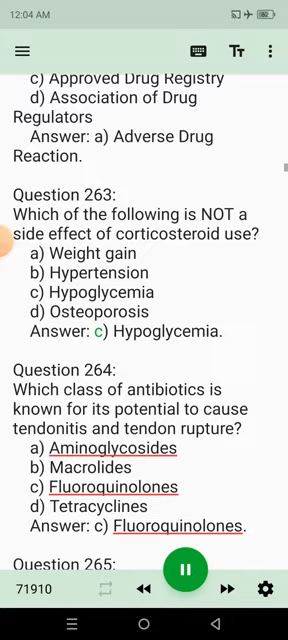 12:04 AM
c) Approved Drug Registry
d) Association of Drug
Regulators
Answer: a) Adverse Drug
Reaction.
Question 263:
Which of the following is NOT a
side effect of corticosteroid use?
a) Weight gain
b) Hypertension
c) Hypoglycemia
d) Osteoporosis
Answer: c) Hypoglycemia.
Question 264:
Which class of antibiotics is
known for its potential to cause
tendonitis and tendon rupture?
a) Aminoglycosides
b) Macrolides
c) Fluoroquinolones
d) Tetracyclines
Answer: c) Fluoroquinolones.
Question 265:
71910